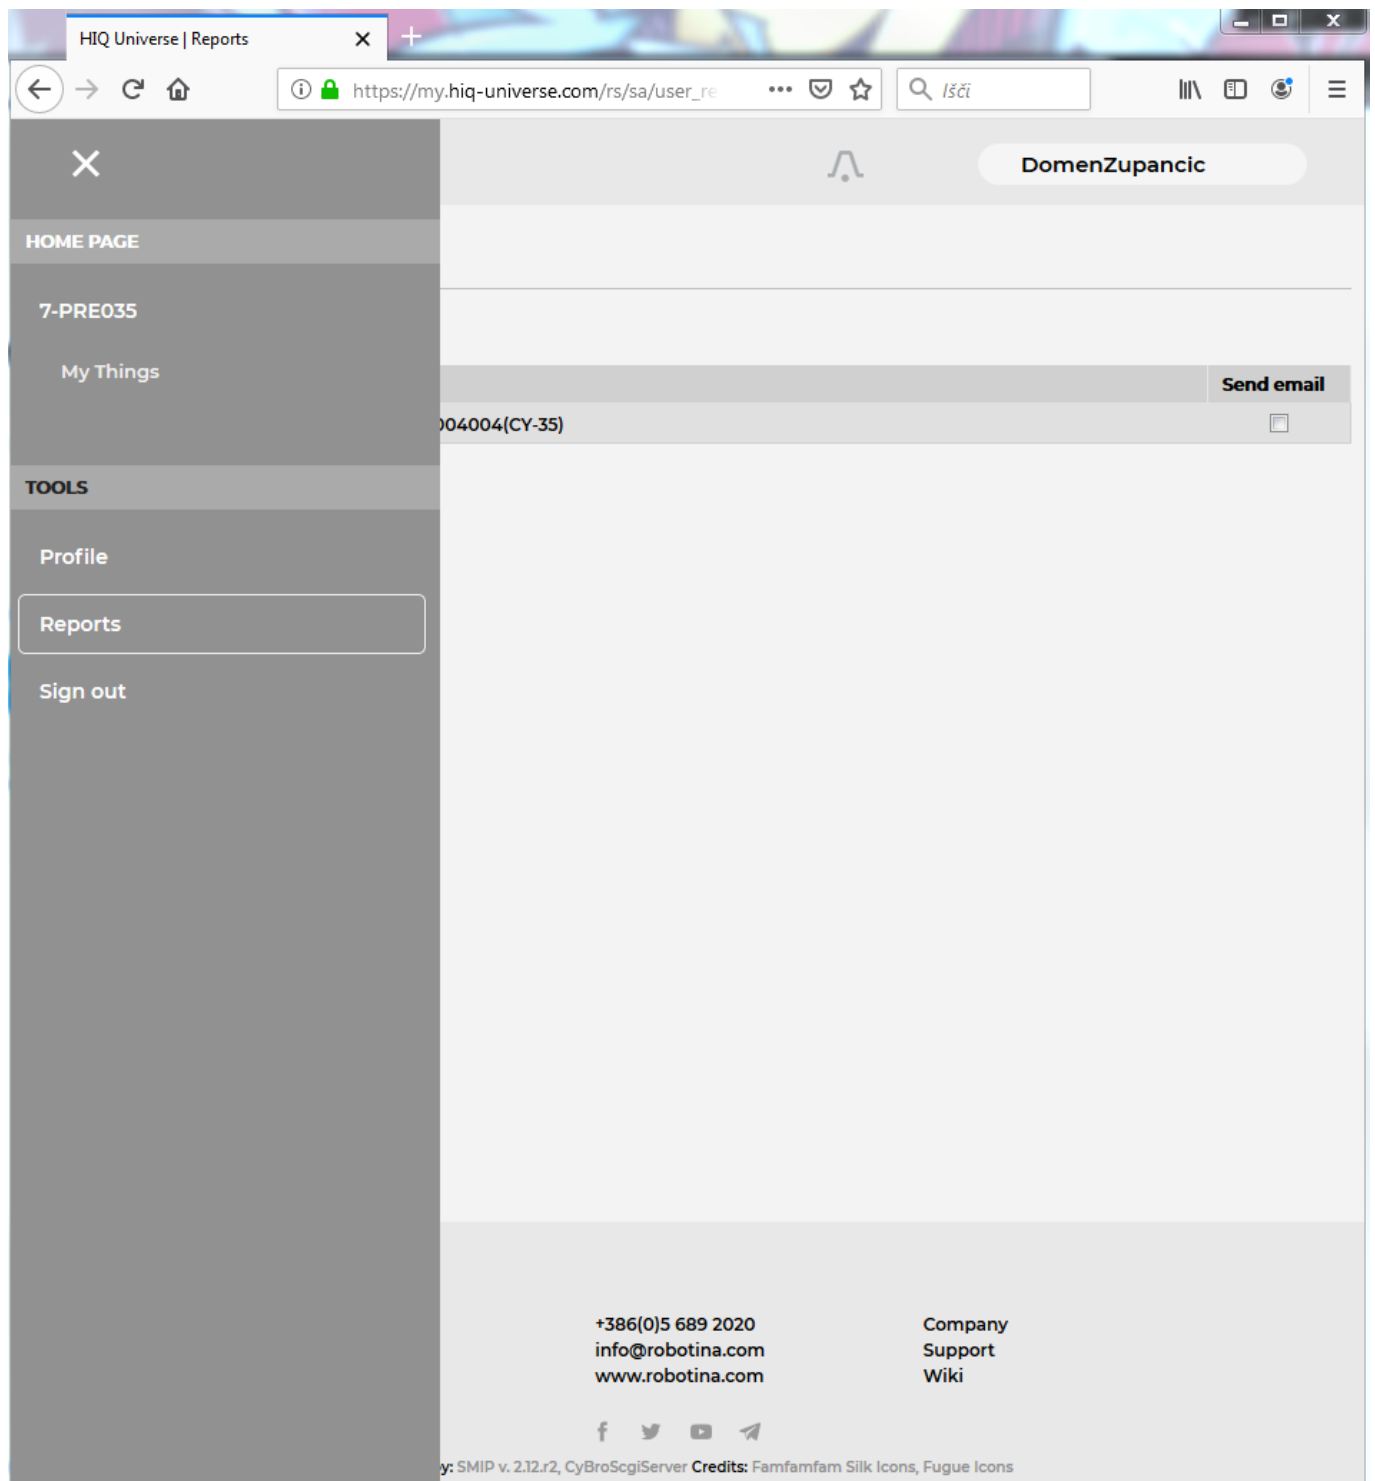 HIQ Universe | Reports
https://my.hiq-universe.com/rs/sa/user_re
Išči
DomenZupancic
HOME PAGE
7-PRE035
My Things
Send email
004004(CY-35)
TOOLS
Profile
Reports
Sign out
+386(0)5 689 2020
info@robotina.com
www.robotina.com
Company
Support
Wiki
y: SMIP v. 2.12.r2, CyBroScgiServer Credits: Famfamfam Silk Icons, Fugue Icons